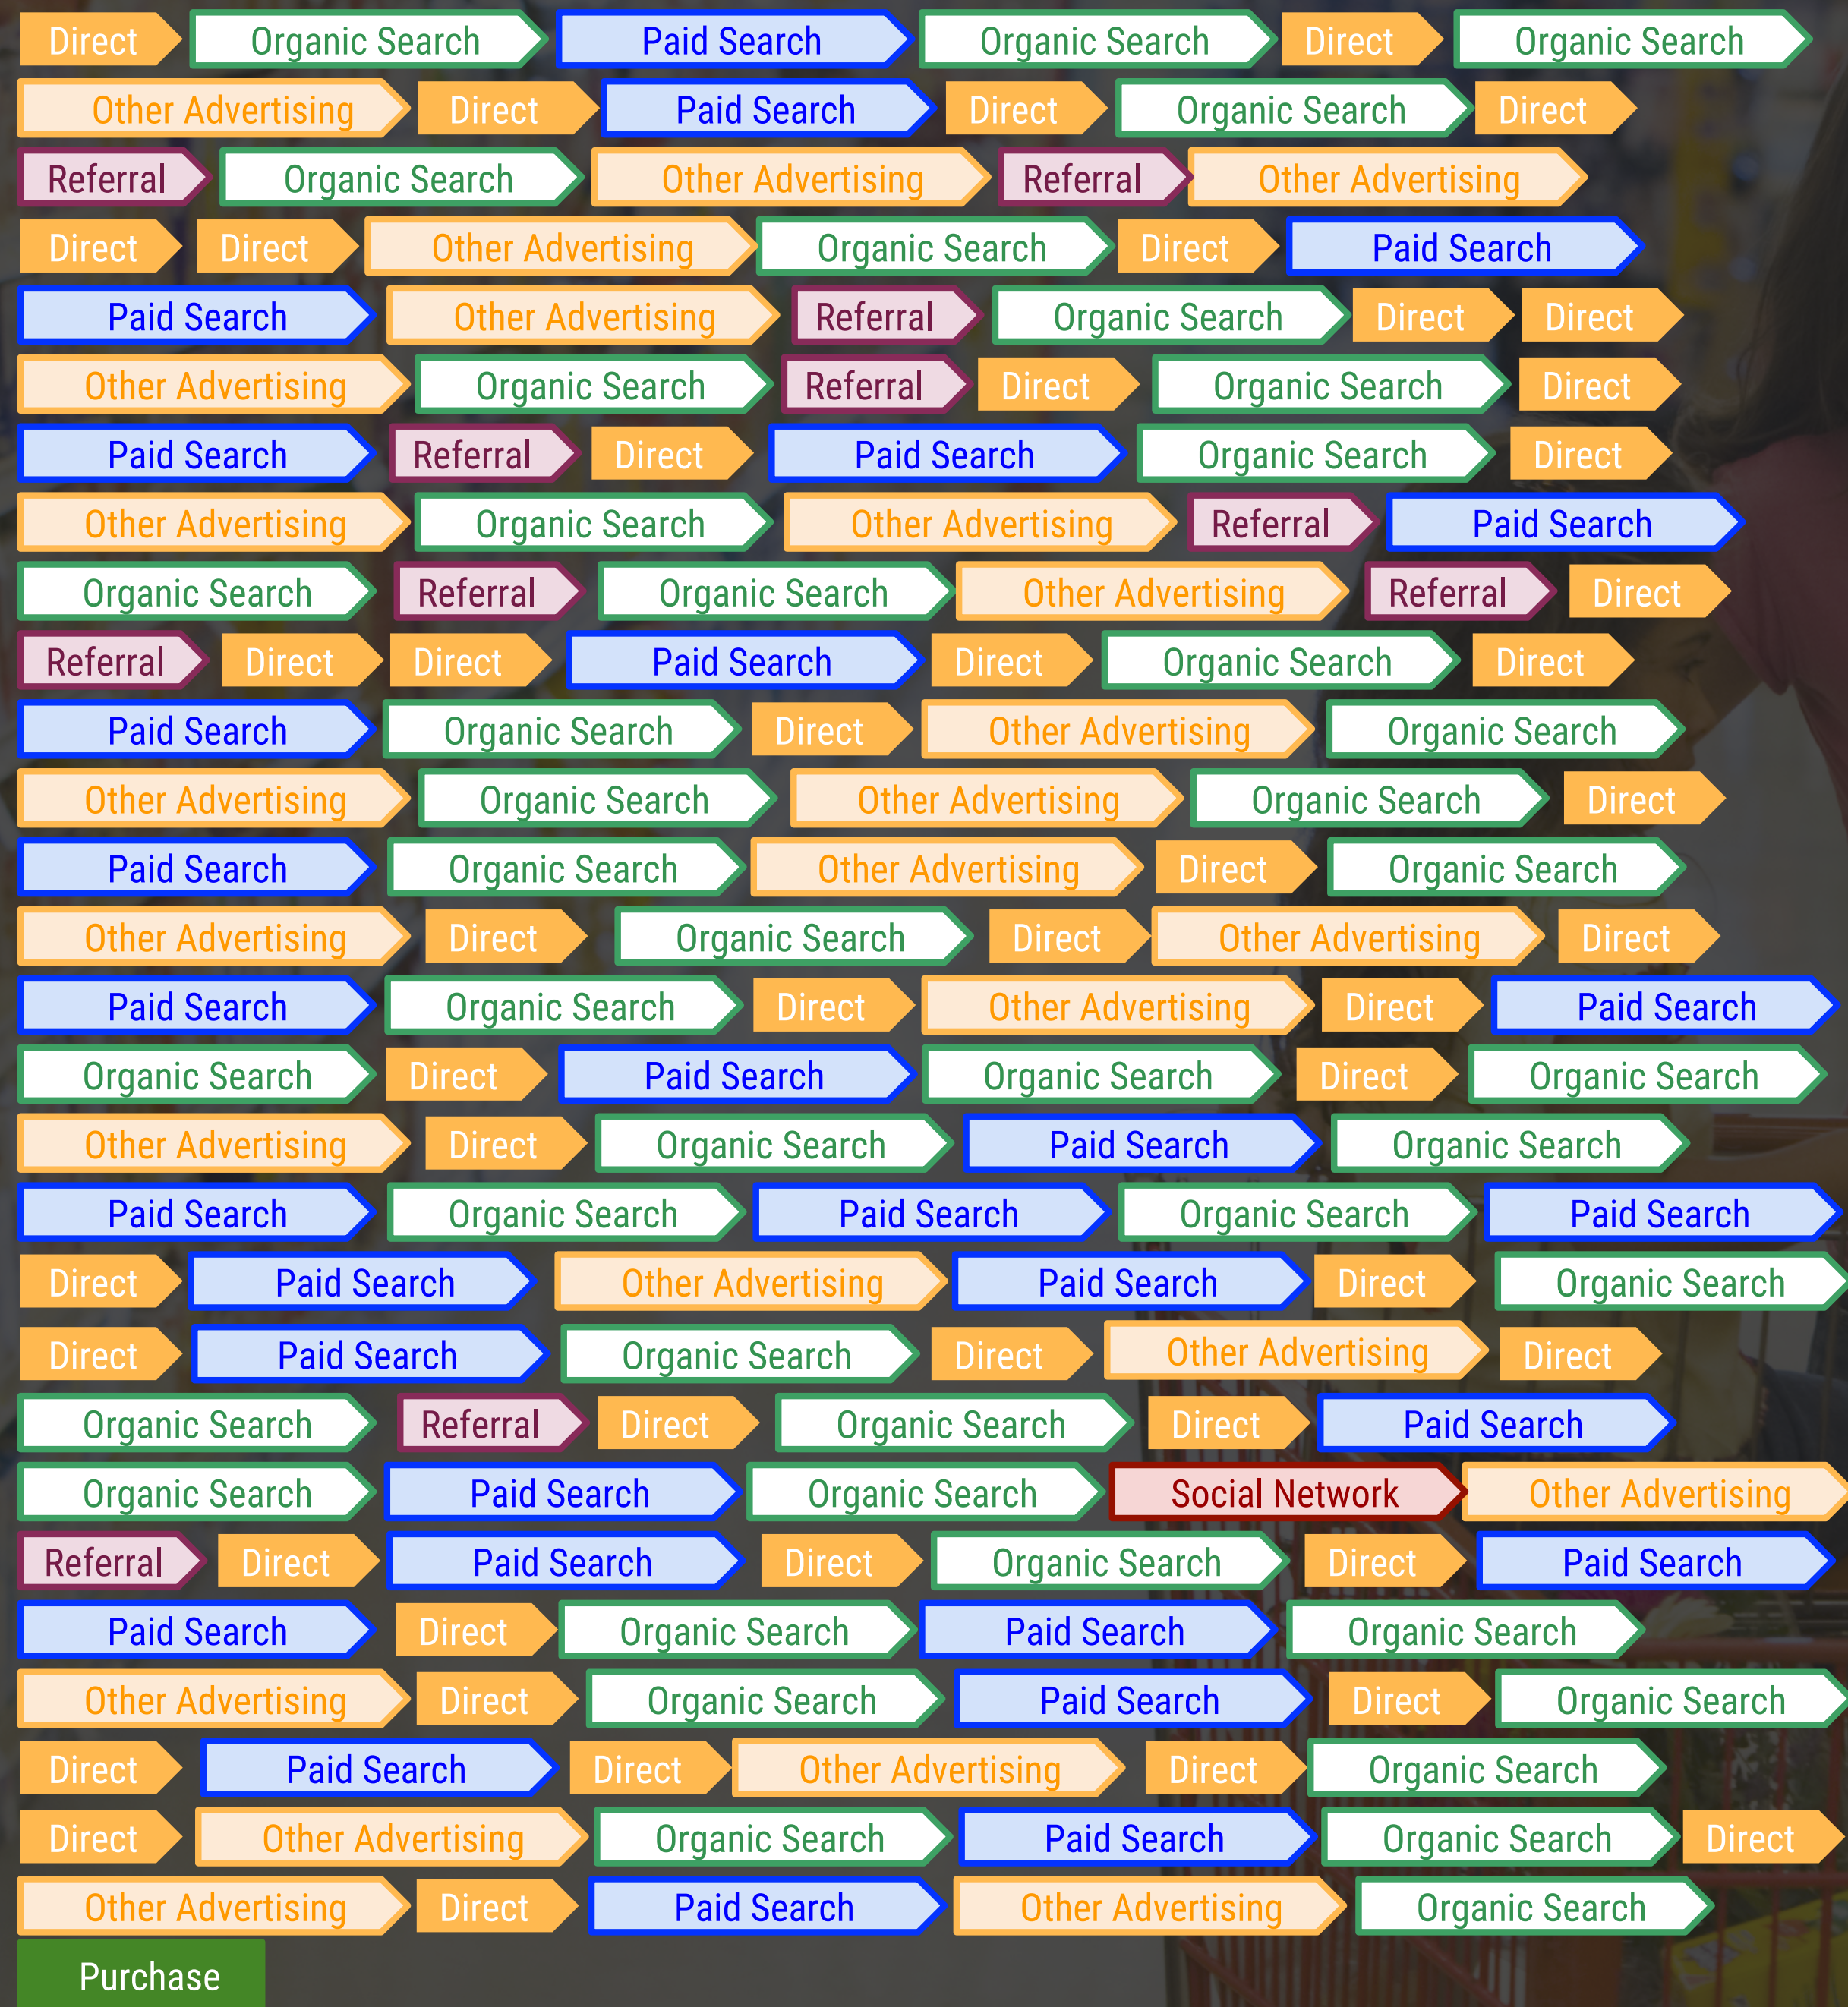 Direct Organic Search Paid Search Organic Search Direct Organic Search
Other Advertising Direct Paid Search Direct Organic Search Direct
Referral Organic Search Other Advertising Referral Other Advertising
Direct Direct Other Advertising Organic Search Direct Paid Search
Paid Search Other Advertising Referral Organic Search Direct Direct
Other Advertising Organic Search Referral Direct Organic Search Direct
Paid Search Referral Direct Paid Search Organic Search Direct
Other Advertising Organic Search Other Advertising Referral Paid Search
Organic Search Referral Organic Search Other Advertising Referral Direct
Referral Direct Direct Paid Search Direct Organic Search Direct
Paid Search Organic Search Direct Other Advertising Organic Search
Other Advertising Organic Search Other Advertising Organic Search Direct
Paid Search Organic Search Other Advertising Direct Organic Search
Other Advertising Direct Organic Search Direct Other Advertising Direct
Paid Search Organic Search Direct Other Advertising Direct Paid Search
Organic Search Direct Paid Search Organic Search Direct Organic Search
Other Advertising Direct Organic Search Paid Search Organic Search
Paid Search Organic Search Paid Search Organic Search Paid Search
Direct Paid Search Other Advertising Paid Search Direct Organic Search
Direct Paid Search Organic Search Direct Other Advertising Direct
Organic Search Referral Direct Organic Search Direct Paid Search
Organic Search Paid Search Organic Search Social Network Other Advertising
Referral Direct Paid Search Direct Organic Search Direct Paid Search
Paid Search Direct Organic Search Paid Search Organic Search
Other Advertising Direct Organic Search Paid Search Direct Organic Search
Direct Paid Search Direct Other Advertising Direct Organic Search
Direct Other Advertising Organic Search Paid Search Organic Search Direct
Other Advertising Direct Paid Search Other Advertising Organic Search
Purchase